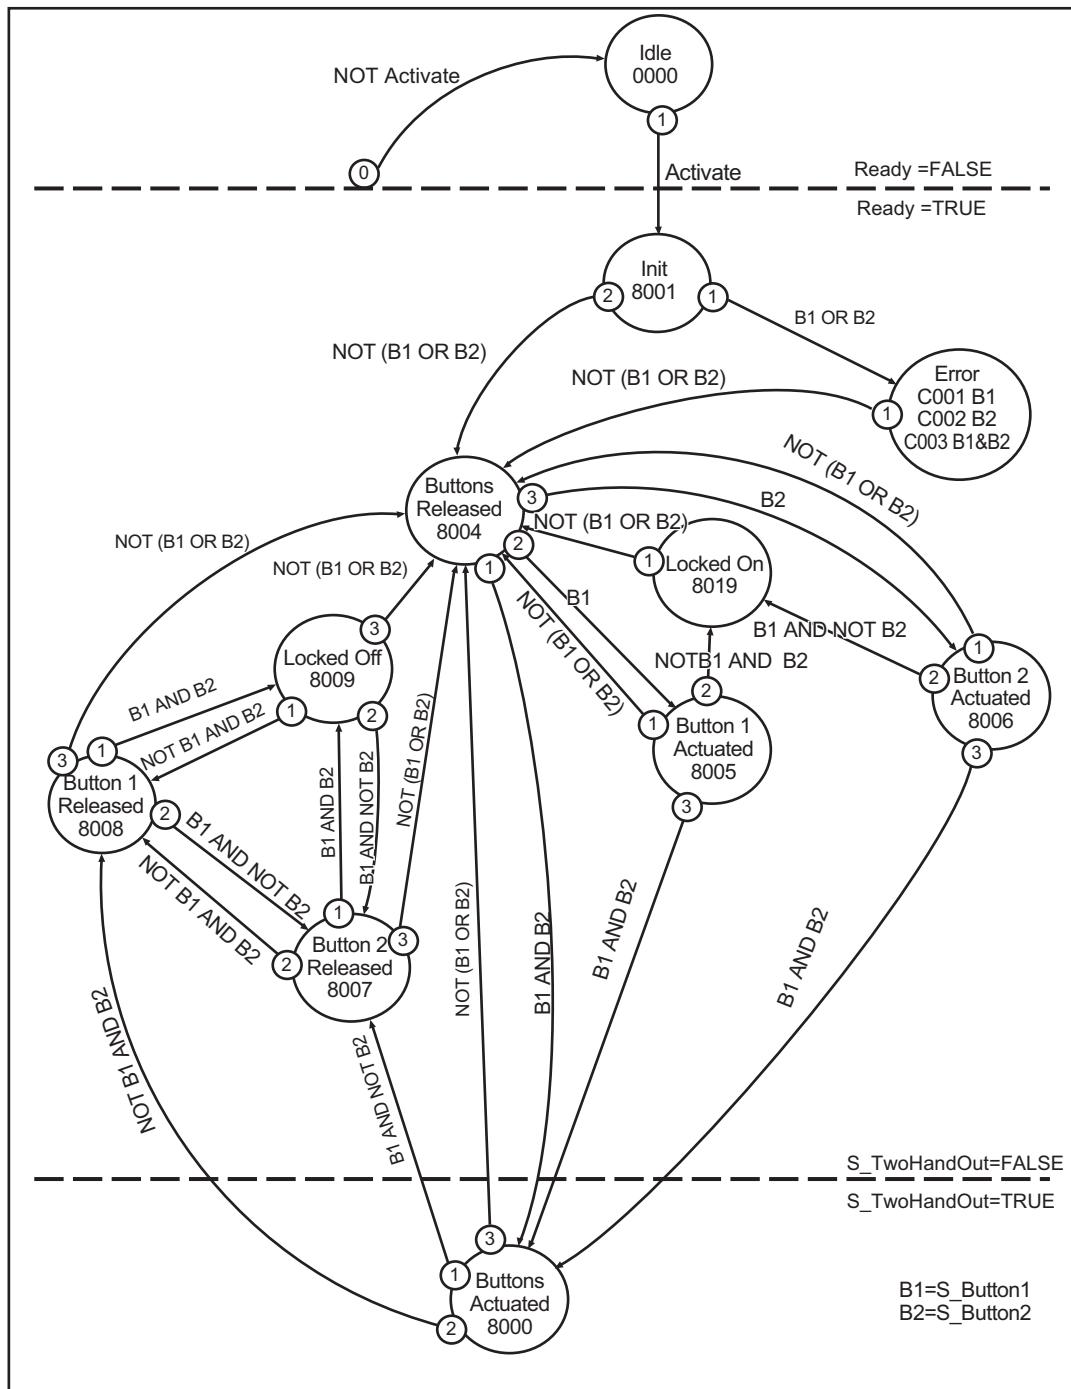 Idle
0000
NOT Activate
1
0
Activate
Ready =FALSE
Ready =TRUE
Init
8001
2
1
B1 OR B2
NOT (B1 OR B2)
NOT (B1 OR B2)
Error
C001 B1
C002 B2
C003 B1&B2
1
Buttons
Released
8004
3
2
1
B2
NOT (B1 OR B2)
NOT (B1 OR B2)
NOT (B1 OR B2)
Locked On
8019
1
NOT (B1 OR B2)
B1
NOT (B1 OR B2)
B1 AND NOT B2
NOTB1 AND B2
Locked Off
8009
3
1
2
Button 2
Actuated
8006
1
2
3
Button 1
Actuated
8005
2
1
3
B1 AND B2
NOT B1 AND B2
Button 1
Released
8008
3
1
2
B1 AND B2
B1 AND NOT B2
NOT (B1 OR B2)
B1 AND NOT B2
NOT B1 AND B2
Button 2
Released
8007
1
3
2
NOT (B1 OR B2)
B1 AND B2
B1 AND B2
B1 AND B2
NOT B1 AND B2
B1 AND NOT B2
S_TwoHandOut=FALSE
S_TwoHandOut=TRUE
Buttons
Actuated
8000
3
1
2
B1=S_Button1
B2=S_Button2